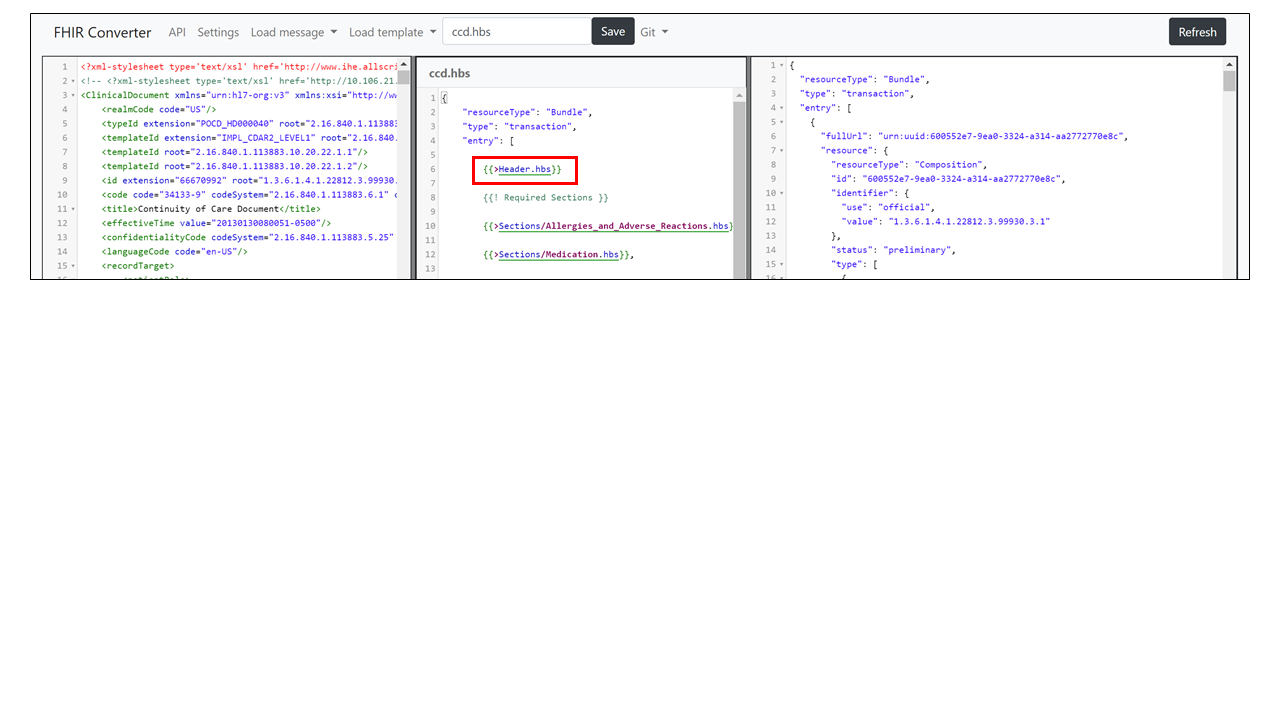 FHIR Converter API Settings Load message Load template ccd.hbs Save Git Refresh
1 <?xml-stylesheet type='text/xsl' href='http://www.ihe.allscri
2 <!-- <?xml-stylesheet type='text/xsl' href='http://10.106.21.
3 <ClinicalDocument xmlns="urn:hl7-org:v3" xmlns:xsi="http://ww
4 <realmCode code="US"/>
5 <typeId extension="POCD_HD000040" root="2.16.840.1.113883
6 <templateId extension="IMPL_CDAR2_LEVEL1" root="2.16.840.
7 <templateId root="2.16.840.1.113883.10.20.22.1.1"/>
8 <templateId root="2.16.840.1.113883.10.20.22.1.2"/>
9 <id extension="66670992" root="1.3.6.1.4.1.22812.3.99930.
10 <code code="34133-9" codeSystem="2.16.840.1.113883.6.1" d
11 <title>Continuity of Care Document</title>
12 <effectiveTime value="20130130080051-0500"/>
13 <confidentialityCode codeSystem="2.16.840.1.113883.5.25"
14 <languageCode code="en-US"/>
15 <recordTarget>
ccd.hbs
1 {
2 "resourceType": "Bundle",
3 "type": "transaction",
4 "entry": [
5
6 {{>Header.hbs}}
7
8 {{! Required Sections }}
9
10 {{>Sections/Allergies_and_Adverse_Reactions.hbs}
11
12 {{>Sections/Medication.hbs}},
13
1 {
2 "resourceType": "Bundle",
3 "type": "transaction",
4 "entry": [
5 {
6 "fullUrl": "urn:uuid:600552e7-9ea0-3324-a314-aa2772770e8c",
7 "resource": {
8 "resourceType": "Composition",
9 "id": "600552e7-9ea0-3324-a314-aa2772770e8c",
10 "identifier": {
11 "use": "official",
12 "value": "1.3.6.1.4.1.22812.3.99930.3.1"
13 },
14 "status": "preliminary",
15 "type": [
16 {